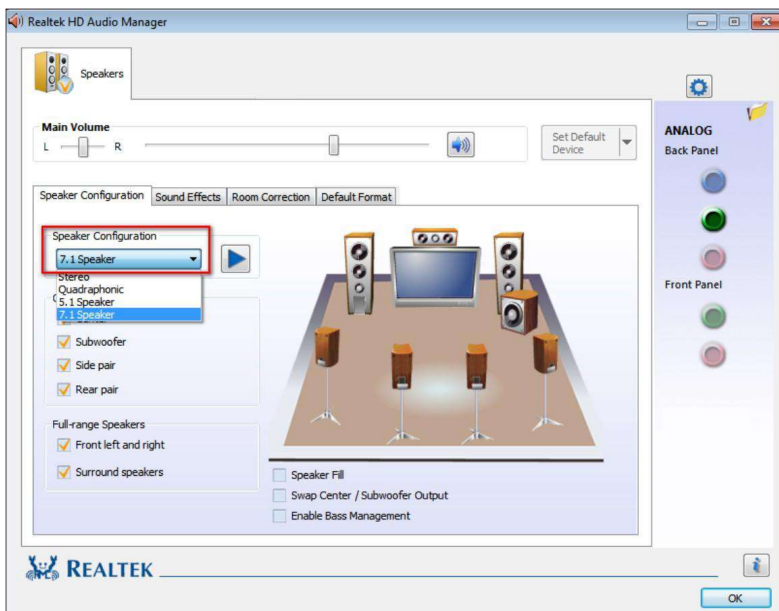 Realtek HD Audio Manager
Speakers
Main Volume
L R
Set Default
Device
ANALOG
Back Panel
Speaker Configuration Sound Effects Room Correction Default Format
Speaker Configuration
7.1 Speaker
Stereo
Quadraphonic
5.1 Speaker
7.1 Speaker
Subwoofer
Side pair
Rear pair
Front Panel
Full-range Speakers
Front left and right
Surround speakers
Speaker Fill
Swap Center / Subwoofer Output
Enable Bass Management
REALTEK
i
OK